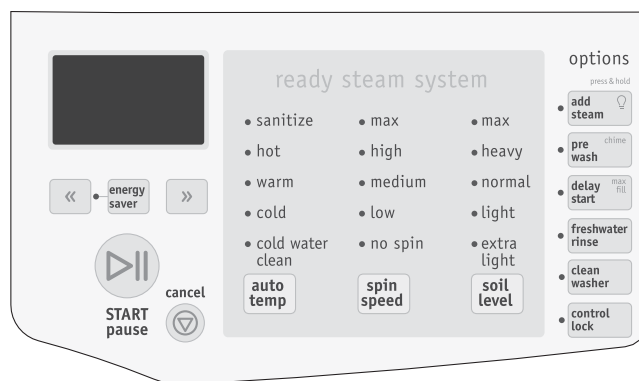 options
ready steam system
press & hold
add
steam
• sanitize
• max
• max
• hot
• high
• heavy
pre
wash
chime
• warm
• medium
• normal
delay
start
max
fill
«
energy
saver
»
• cold
• low
• light
freshwater
rinse
• cold water
clean
• no spin
• extra
light
clean
washer
auto
temp
spin
speed
soil
level
START
pause
cancel
control
lock